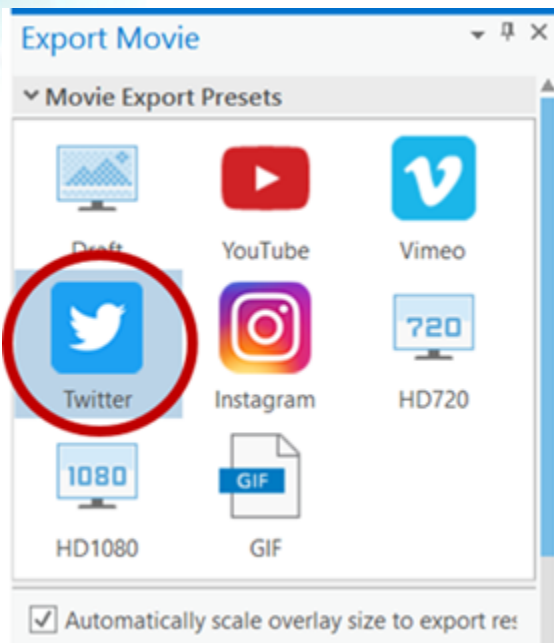 Export Movie
Movie Export Presets
Draft
YouTube
Vimeo
720
Twitter
Instagram
HD720
1080
GIF
HD1080
GIF
Automatically scale overlay size to export res